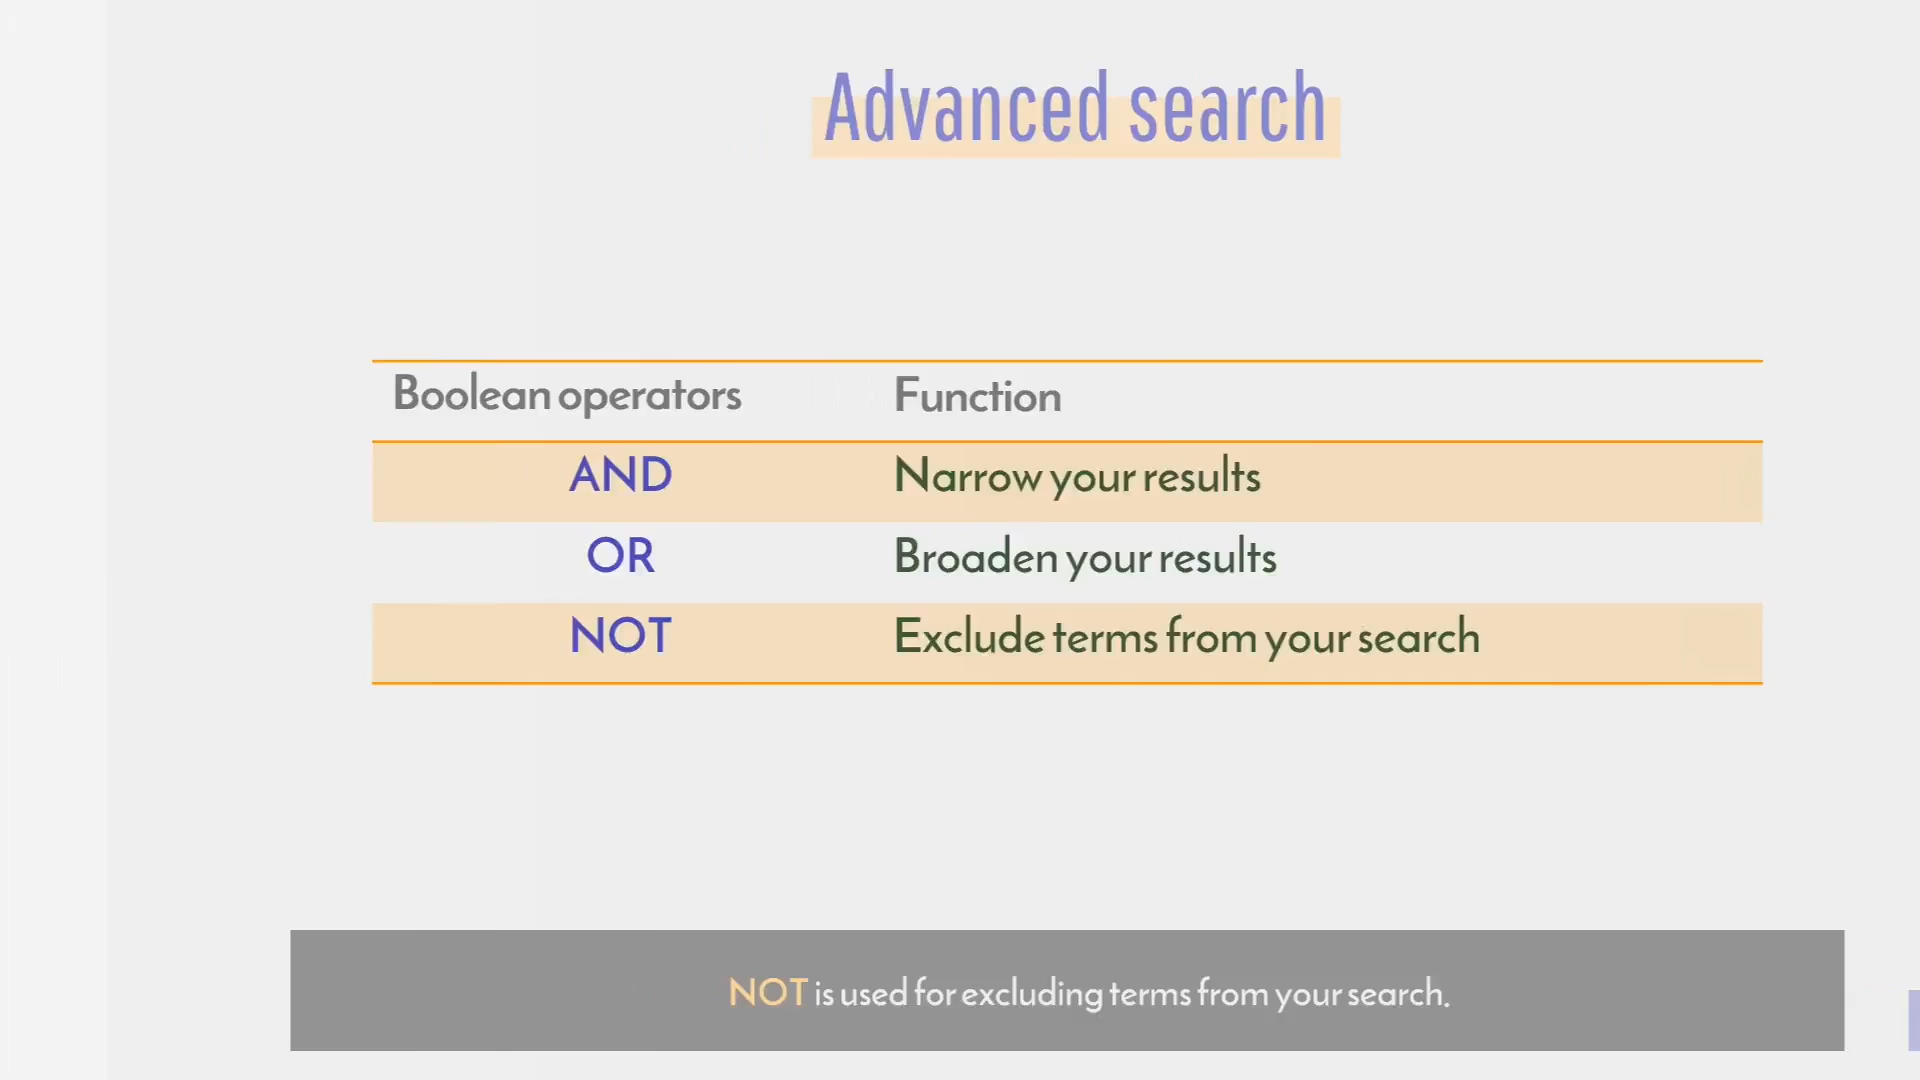 Advanced search
Boolean operators Function
AND Narrow your results
OR Broaden your results
NOT Exclude terms from your search
NOT is used for excluding terms from your search.